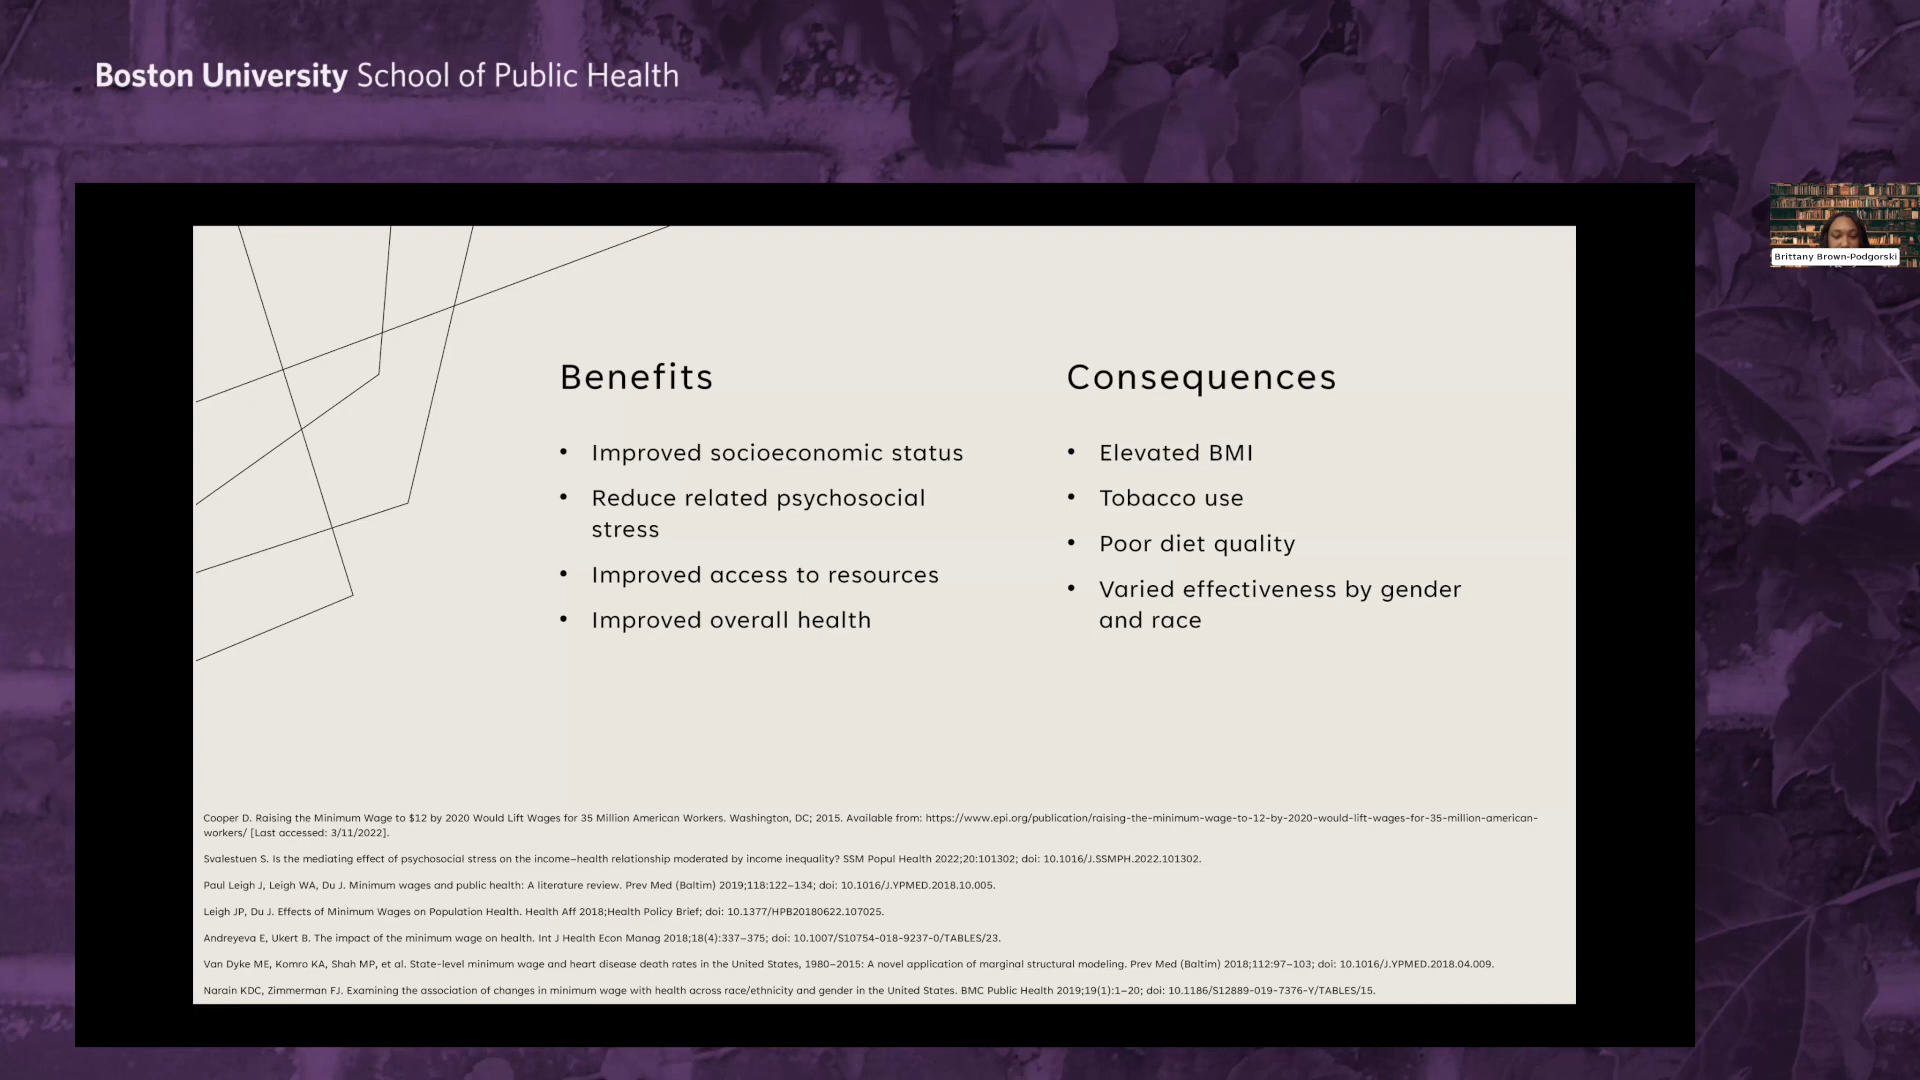 Boston University School of Public Health
Brittany Brown-Podgorski
Benefits
• Improved socioeconomic status
• Reduce related psychosocial
stress
• Improved access to resources
• Improved overall health
Consequences
• Elevated BMI
• Tobacco use
• Poor diet quality
• Varied effectiveness by gender
and race
Cooper D. Raising the Minimum Wage to $12 by 2020 Would Lift Wages for 35 Million American Workers. Washington, DC; 2015. Available from: https://www.epi.org/publication/raising-the-minimum-wage-to-12-by-2020-would-lift-wages-for-35-million-american-
workers/ [Last accessed: 3/11/2022].
Svalestuen S. Is the mediating effect of psychosocial stress on the income–health relationship moderated by income inequality? SSM Popul Health 2022;20:101302; doi: 10.1016/J.SSMPH.2022.101302.
Paul Leigh J, Leigh WA, Du J. Minimum wages and public health: A literature review. Prev Med (Baltim) 2019;118:122–134; doi: 10.1016/J.YPMED.2018.10.005.
Leigh JP, Du J. Effects of Minimum Wages on Population Health. Health Aff 2018;Health Policy Brief; doi: 10.1377/HPB20180622.107025.
Andreyeva E, Ukert B. The impact of the minimum wage on health. Int J Health Econ Manag 2018;18(4):337–375; doi: 10.1007/S10754-018-9237-0/TABLES/23.
Van Dyke ME, Komro KA, Shah MP, et al. State-level minimum wage and heart disease death rates in the United States, 1980–2015: A novel application of marginal structural modeling. Prev Med (Baltim) 2018;112:97–103; doi: 10.1016/J.YPMED.2018.04.009.
Narain KDC, Zimmerman FJ. Examining the association of changes in minimum wage with health across race/ethnicity and gender in the United States. BMC Public Health 2019;19(1):1–20; doi: 10.1186/S12889-019-7376-Y/TABLES/15.